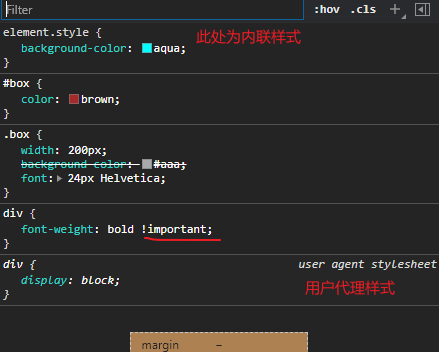 Filter :hov .cls
element.style { 此处为内联样式
background-color: aqua;
}
#box {
color: brown;
}
.box {
width: 200px;
background-color: #aaa;
font: 24px Helvetica;
}
div {
font-weight: bold !important;
}
div { user agent stylesheet
display: block; 用户代理样式
}
margin –